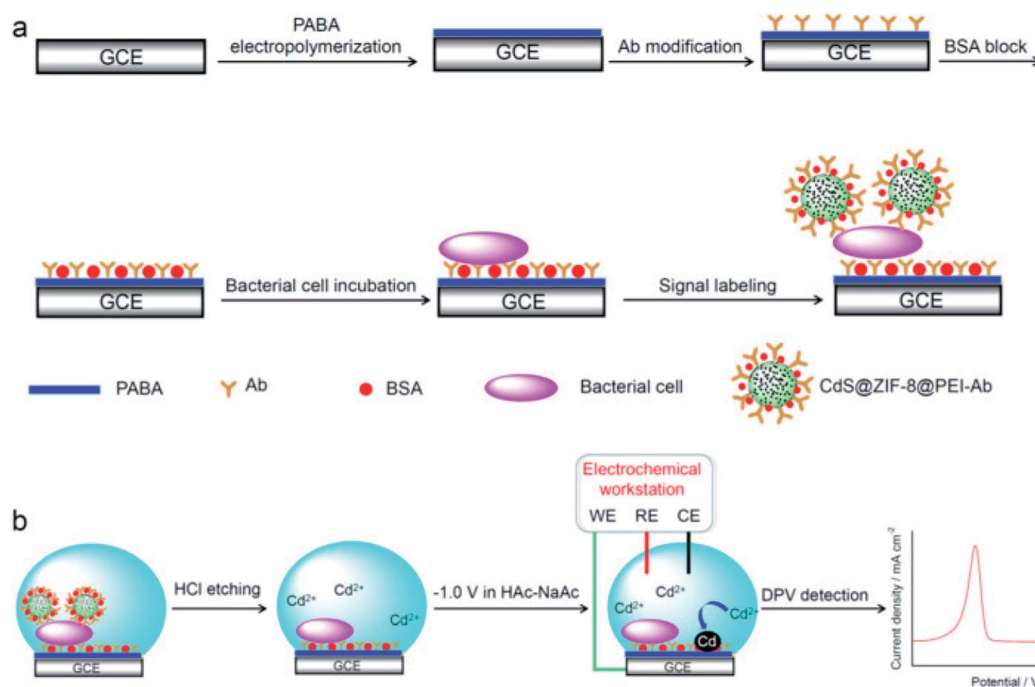 a
PABA
electropolymerization
Ab modification
BSA block
GCE
GCE
GCE
Bacterial cell incubation
Signal labeling
GCE
GCE
GCE
PABA
Ab
BSA
Bacterial cell
CdS@ZIF-8@PEI-Ab
b
Electrochemical
workstation
WE RE CE
HCl etching
-1.0 V in HAc-NaAc
DPV detection
Cd2+
Cd2+
Cd2+
Cd2+
Cd2+
Cd2+
Cd
GCE
GCE
GCE
Current density / mA cm-2
Potential / V